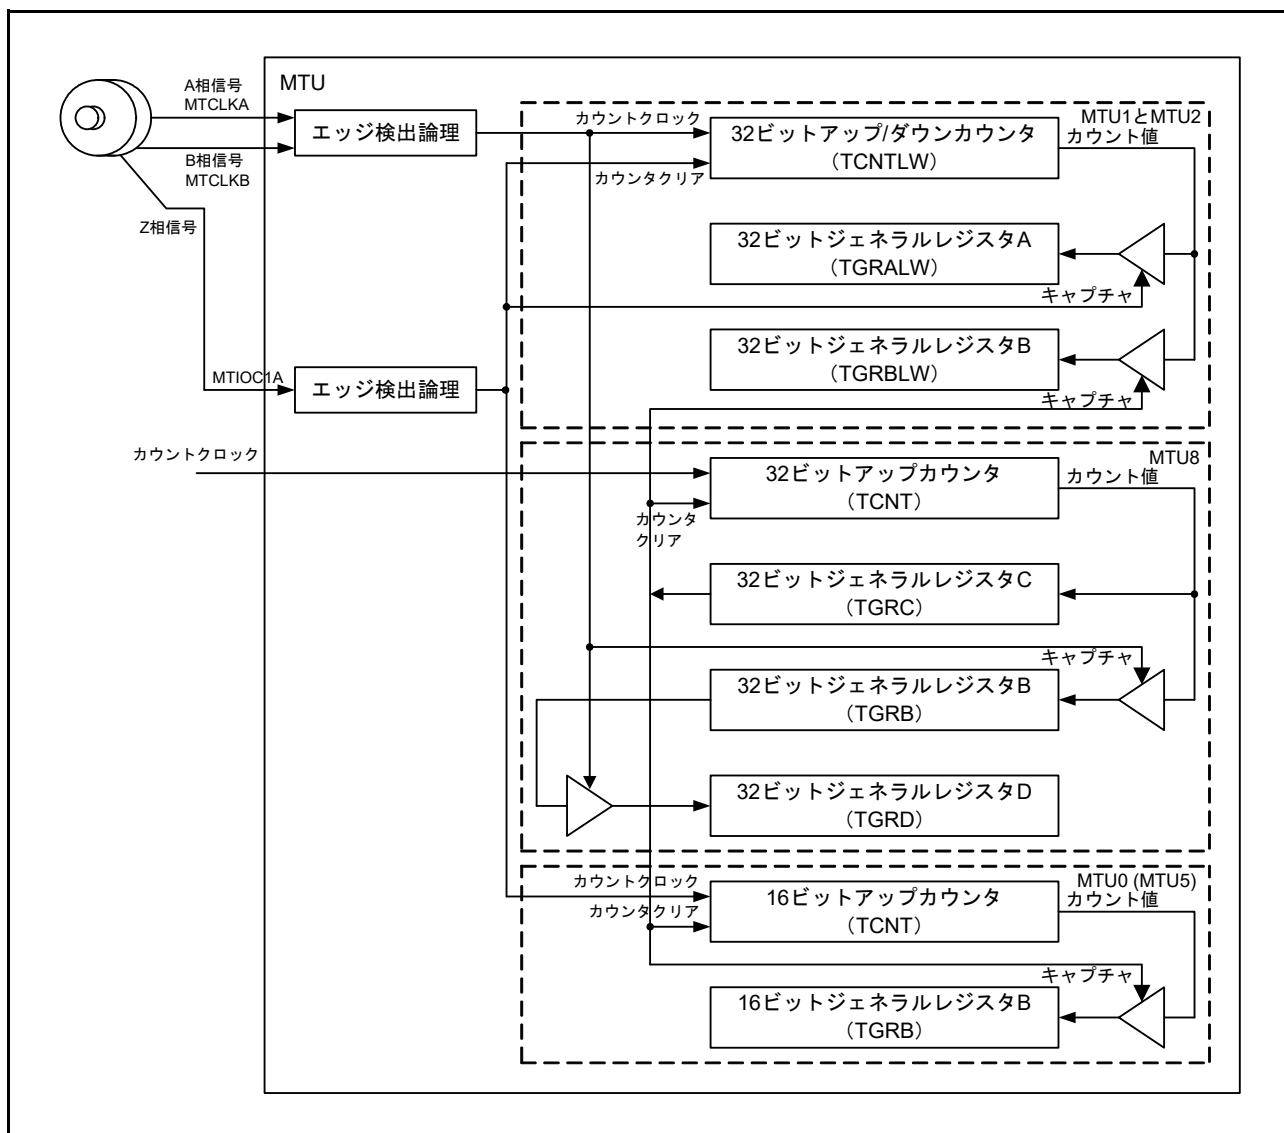 MTU
A相信号
MTCLKA
B相信号
MTCLKB
Z相信号
MTIOC1A
エッジ検出論理
エッジ検出論理
MTU1とMTU2
カウントクロック
カウンタクリア
32ビットアップ/ダウンカウンタ
（TCNTLW）
カウント値
32ビットジェネラルレジスタA
（TGRALW）
キャプチャ
32ビットジェネラルレジスタB
（TGRBLW）
キャプチャ
カウントクロック
MTU8
32ビットアップカウンタ
（TCNT）
カウント値
カウンタ
クリア
32ビットジェネラルレジスタC
（TGRC）
キャプチャ
32ビットジェネラルレジスタB
（TGRB）
32ビットジェネラルレジスタD
（TGRD）
MTU0 (MTU5)
カウントクロック
カウンタクリア
16ビットアップカウンタ
（TCNT）
カウント値
キャプチャ
16ビットジェネラルレジスタB
（TGRB）